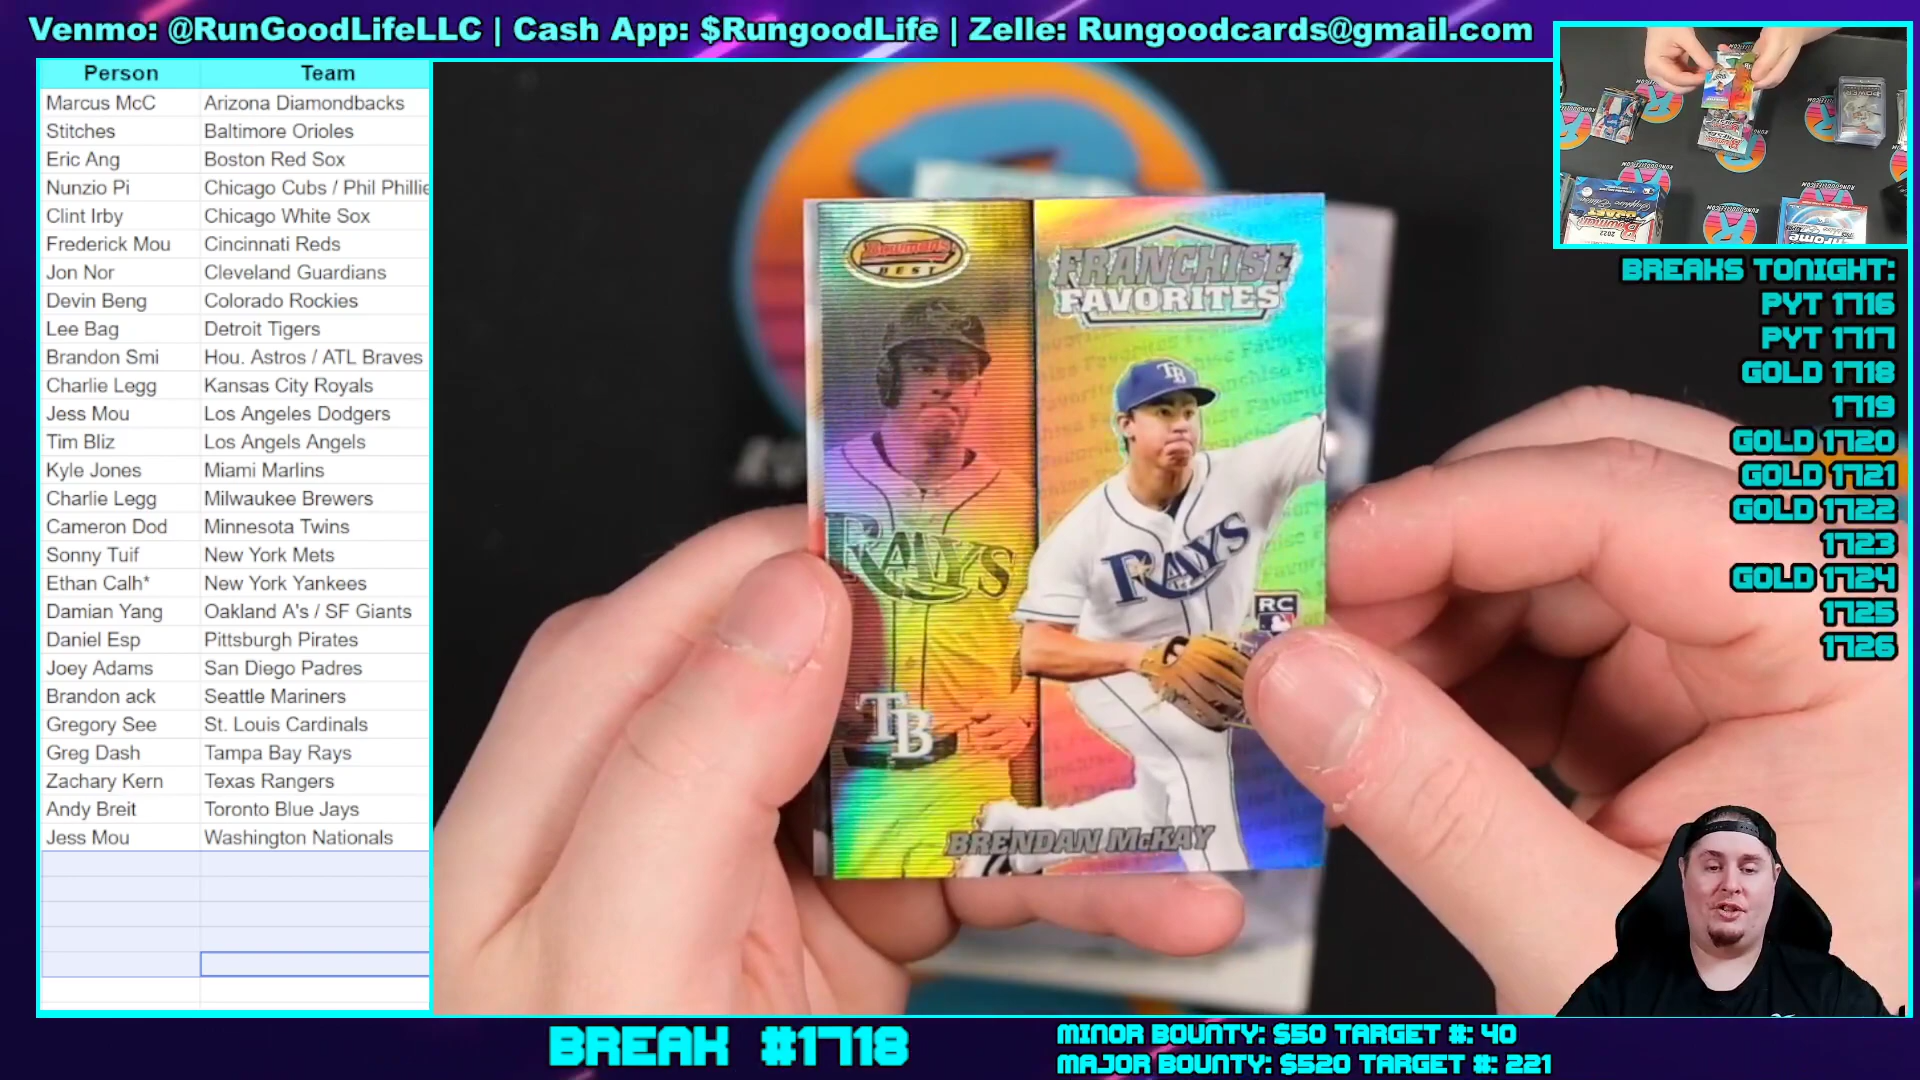 Venmo: @RunGoodLifeLLC | Cash App: $RungoodLife | Zelle: Rungoodcards@gmail.com
Person Team
Marcus McC Arizona Diamondbacks
Stitches Baltimore Orioles
Eric Ang Boston Red Sox
Nunzio Pi Chicago Cubs / Phil Phillie
Clint Irby Chicago White Sox
Frederick Mou Cincinnati Reds
Jon Nor Cleveland Guardians
Devin Beng Colorado Rockies
Lee Bag Detroit Tigers
Brandon Smi Hou. Astros / ATL Braves
Charlie Legg Kansas City Royals
Jess Mou Los Angeles Dodgers
Tim Bliz Los Angels Angels
Kyle Jones Miami Marlins
Charlie Legg Milwaukee Brewers
Cameron Dod Minnesota Twins
Sonny Tuif New York Mets
Ethan Calh* New York Yankees
Damian Yang Oakland A's / SF Giants
Daniel Esp Pittsburgh Pirates
Joey Adams San Diego Padres
Brandon ack Seattle Mariners
Gregory See St. Louis Cardinals
Greg Dash Tampa Bay Rays
Zachary Kern Texas Rangers
Andy Breit Toronto Blue Jays
Jess Mou Washington Nationals
Bowman's
BEST
RAYS
TB
FRANCHISE
FAVORITES
TB
RAYS
RC
BRENDAN McKAY
BREAKS TONIGHT:
PYT 1716
PYT 1717
GOLD 1718
1719
GOLD 1720
GOLD 1721
GOLD 1722
1723
GOLD 1724
1725
1726
BREAK #1718
MINOR BOUNTY: $50 TARGET #: 40
MAJOR BOUNTY: $520 TARGET #: 221